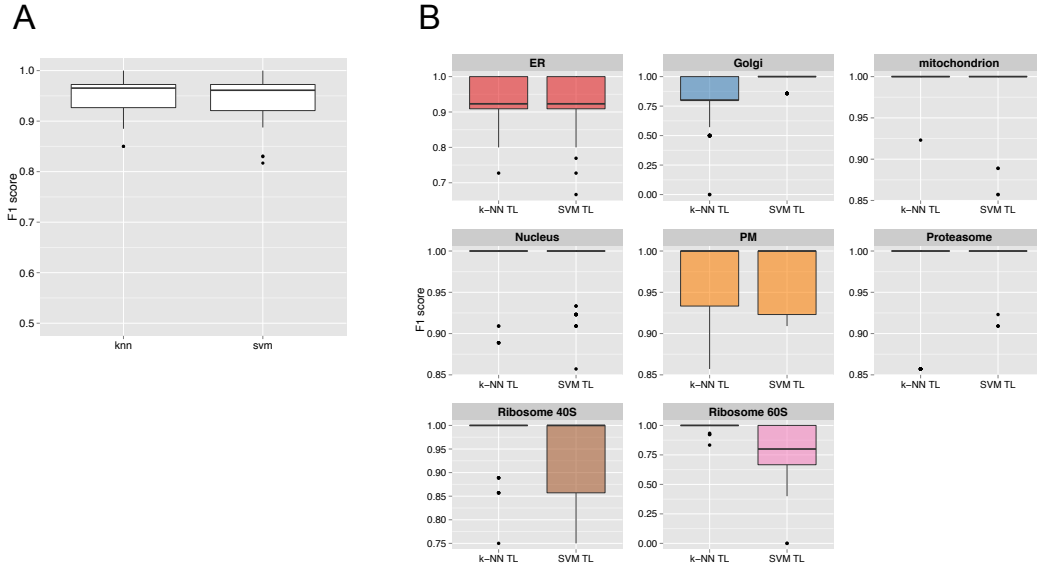 A
B
1.0
0.9
0.8
0.7
0.6
0.5
F1 score
knn
svm
F1 score
ER
1.0
0.9
0.8
0.7
k−NN TL
SVM TL
Golgi
1.00
0.75
0.50
0.25
0.00
k−NN TL
SVM TL
mitochondrion
1.00
0.95
0.90
0.85
k−NN TL
SVM TL
Nucleus
1.00
0.95
0.90
0.85
k−NN TL
SVM TL
PM
1.00
0.95
0.90
0.85
k−NN TL
SVM TL
Proteasome
1.00
0.95
0.90
0.85
k−NN TL
SVM TL
Ribosome 40S
1.00
0.95
0.90
0.85
0.80
0.75
k−NN TL
SVM TL
Ribosome 60S
1.00
0.75
0.50
0.25
0.00
k−NN TL
SVM TL